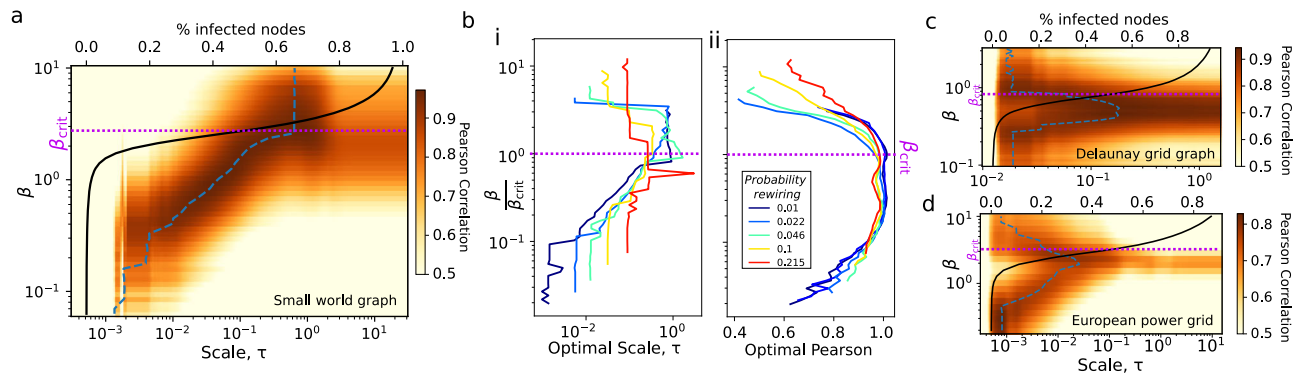 a
% infected nodes
0.0 0.2 0.4 0.6 0.8 1.0
10¹
10⁰
10⁻¹
β
βcrit
Small world graph
10⁻³ 10⁻² 10⁻¹ 10⁰ 10¹
Scale, τ
0.9
0.8
0.7
0.6
0.5
Pearson Correlation
b
i
10¹
10⁰
10⁻¹
β
βcrit
10⁻² 10⁰
Optimal Scale, τ
ii
βcrit
Probability
rewiring
0.01
0.022
0.046
0.1
0.215
0.4 0.6 0.8 1.0
Optimal Pearson
c
% infected nodes
0.0 0.2 0.4 0.6 0.8
10⁰
10⁻¹
β
βcrit
Delaunay grid graph
10⁻² 10⁻¹ 10⁰
0.9
0.8
0.7
0.6
0.5
Pearson Correlation
d
0.0 0.2 0.4 0.6 0.8
10¹
10⁰
β
βcrit
European power grid
10⁻³ 10⁻² 10⁻¹ 10⁰ 10¹
Scale, τ
0.8
0.7
0.6
0.5
Pearson Correlation